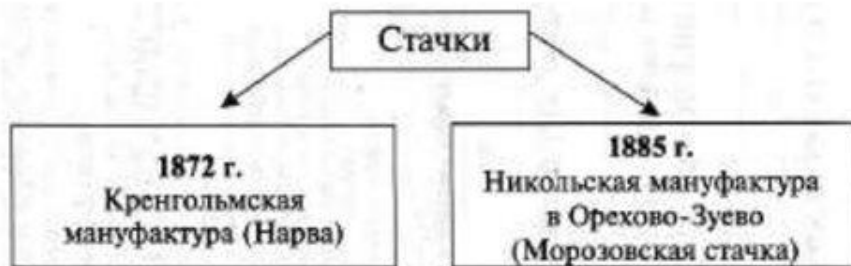 Стачки
1872 г.
Кренгольмская
мануфактура (Нарва)
1885 г.
Никольская мануфактура
в Орехово-Зуево
(Морозовская стачка)